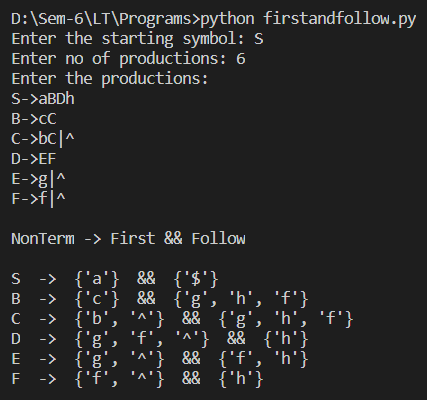 D:\Sem-6\LT\Programs>python firstandfollow.py
Enter the starting symbol: S
Enter no of productions: 6
Enter the productions:
S->aBDh
B->cC
C->bC|^
D->EF
E->g|^
F->f|^
NonTerm -> First && Follow
S  ->  {'a'}  &&  {'$'}
B  ->  {'c'}  &&  {'g', 'h', 'f'}
C  ->  {'b', '^'}  &&  {'g', 'h', 'f'}
D  ->  {'g', 'f', '^'}  &&  {'h'}
E  ->  {'g', '^'}  &&  {'f', 'h'}
F  ->  {'f', '^'}  &&  {'h'}